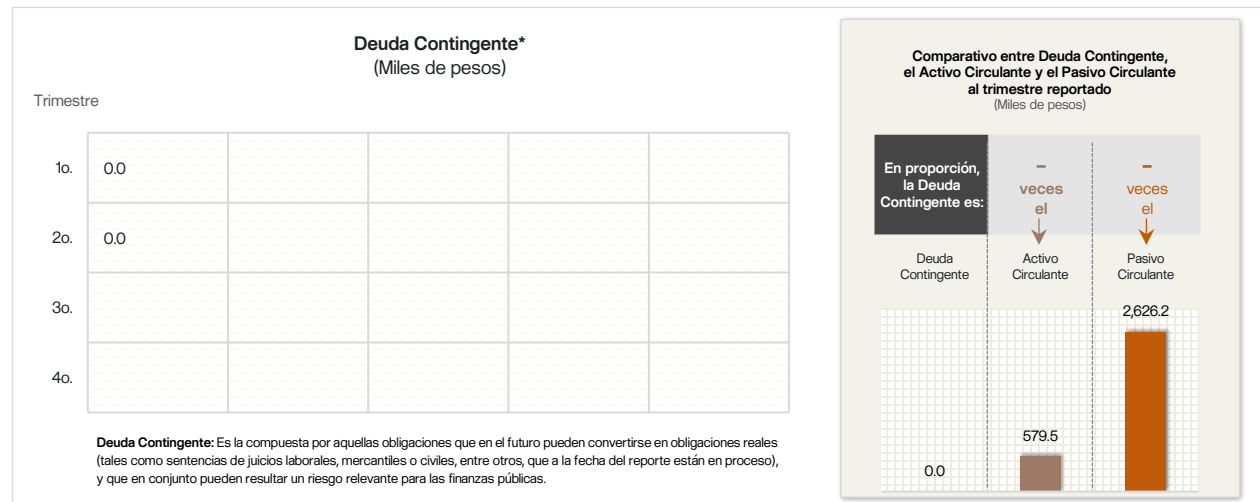 Deuda Contingente*
(Miles de pesos)
Trimestre
1o. 0.0
2o. 0.0
3o.
4o.
Deuda Contingente: Es la compuesta por aquellas obligaciones que en el futuro pueden convertirse en obligaciones reales
(tales como sentencias de juicios laborales, mercantiles o civiles, entre otros, que a la fecha del reporte están en proceso),
y que en conjunto pueden resultar un riesgo relevante para las finanzas públicas.
Comparativo entre Deuda Contingente,
el Activo Circulante y el Pasivo Circulante
al trimestre reportado
(Miles de pesos)
En proporción,
la Deuda
Contingente es:
–
veces
el
–
veces
el
Deuda
Contingente
Activo
Circulante
Pasivo
Circulante
0.0
579.5
2,626.2